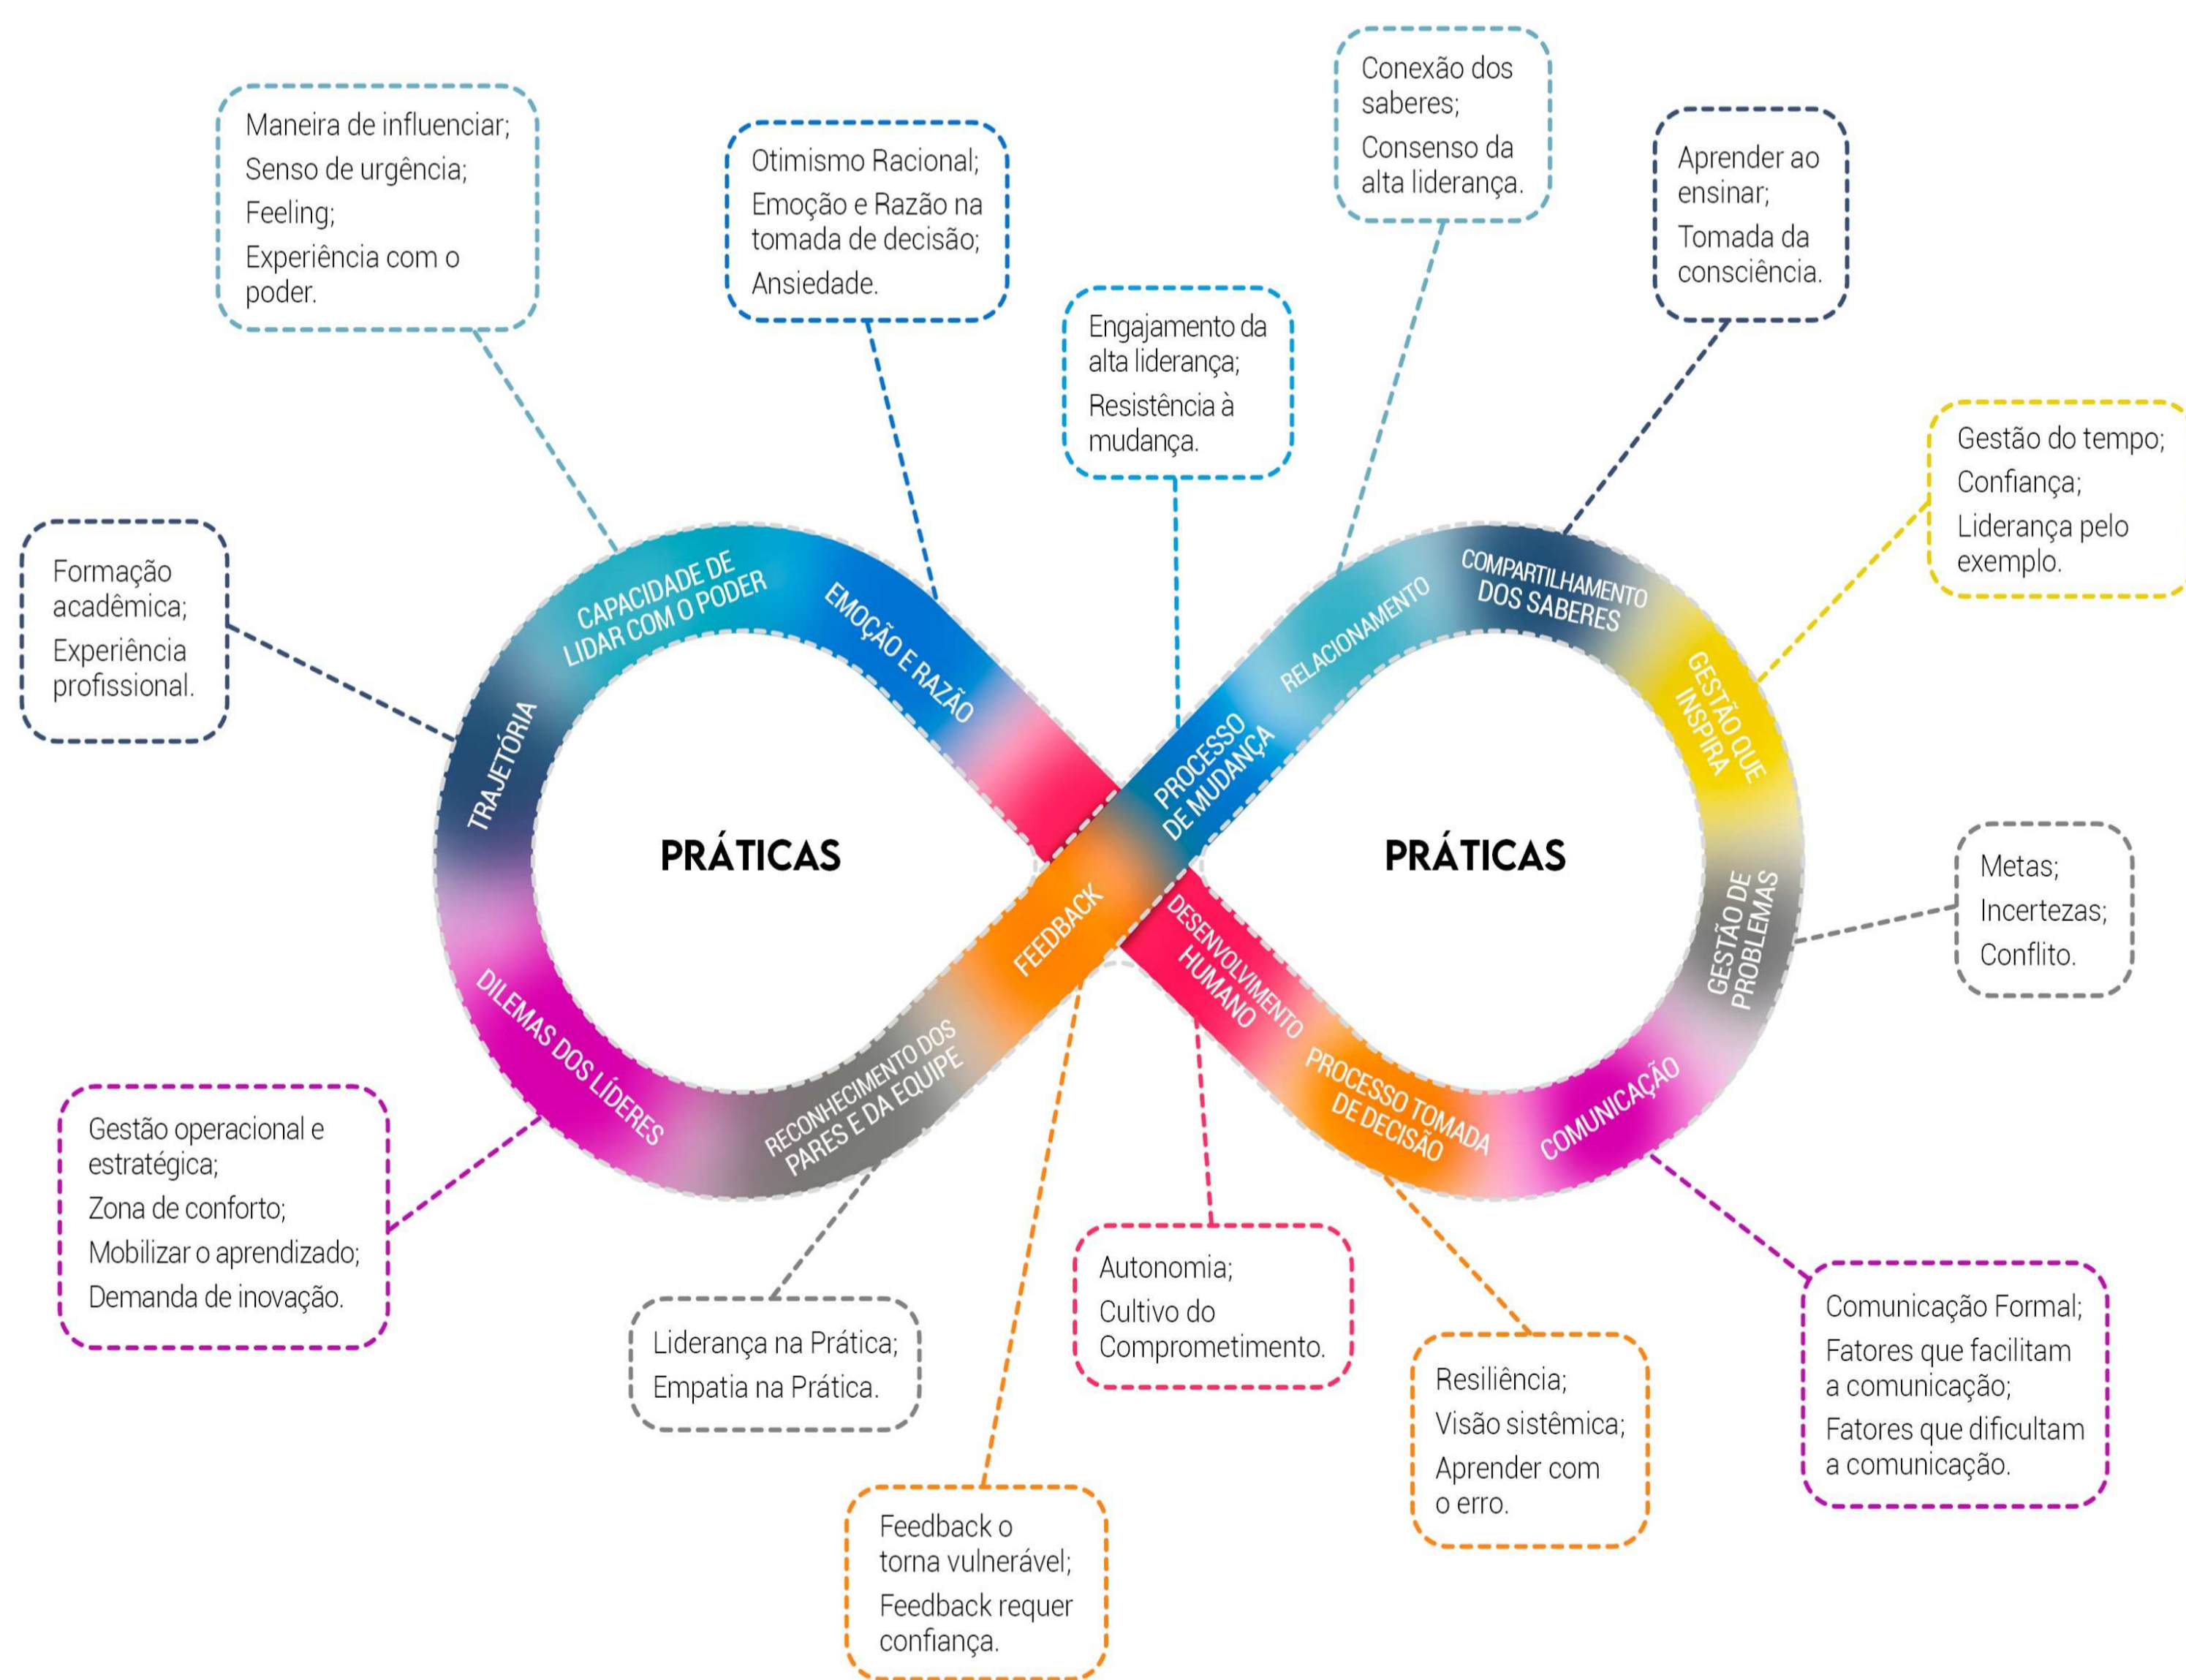 Conexão dos
saberes;
Consenso da
alta liderança.
Maneira de influenciar;
Senso de urgência;
Feeling;
Experiência com o
poder.
Otimismo Racional;
Emoção e Razão na
tomada de decisão;
Ansiedade.
Aprender ao
ensinar;
Tomada da
consciência.
Engajamento da
alta liderança;
Resistência à
mudança.
Gestão do tempo;
Confiança;
Liderança pelo
exemplo.
Formação
acadêmica;
Experiência
profissional.
CAPACIDADE DE
LIDAR COM O PODER
EMOÇÃO E RAZÃO
TRAJETÓRIA
PROCESSO
DE MUDANÇA
RELACIONAMENTO
COMPARTILHAMENTO
DOS SABERES
GESTÃO QUE
INSPIRA
PRÁTICAS
PRÁTICAS
Metas;
Incertezas;
Conflito.
GESTÃO DE
PROBLEMAS
DILEMAS DOS LÍDERES
RECONHECIMENTO DOS
PARES E DA EQUIPE
FEEDBACK
DESENVOLVIMENTO
HUMANO
PROCESSO TOMADA
DE DECISÃO
COMUNICAÇÃO
Gestão operacional e
estratégica;
Zona de conforto;
Mobilizar o aprendizado;
Demanda de inovação.
Liderança na Prática;
Empatia na Prática.
Autonomia;
Cultivo do
Comprometimento.
Resiliência;
Visão sistêmica;
Aprender com
o erro.
Comunicação Formal;
Fatores que facilitam
a comunicação;
Fatores que dificultam
a comunicação.
Feedback o
torna vulnerável;
Feedback requer
confiança.